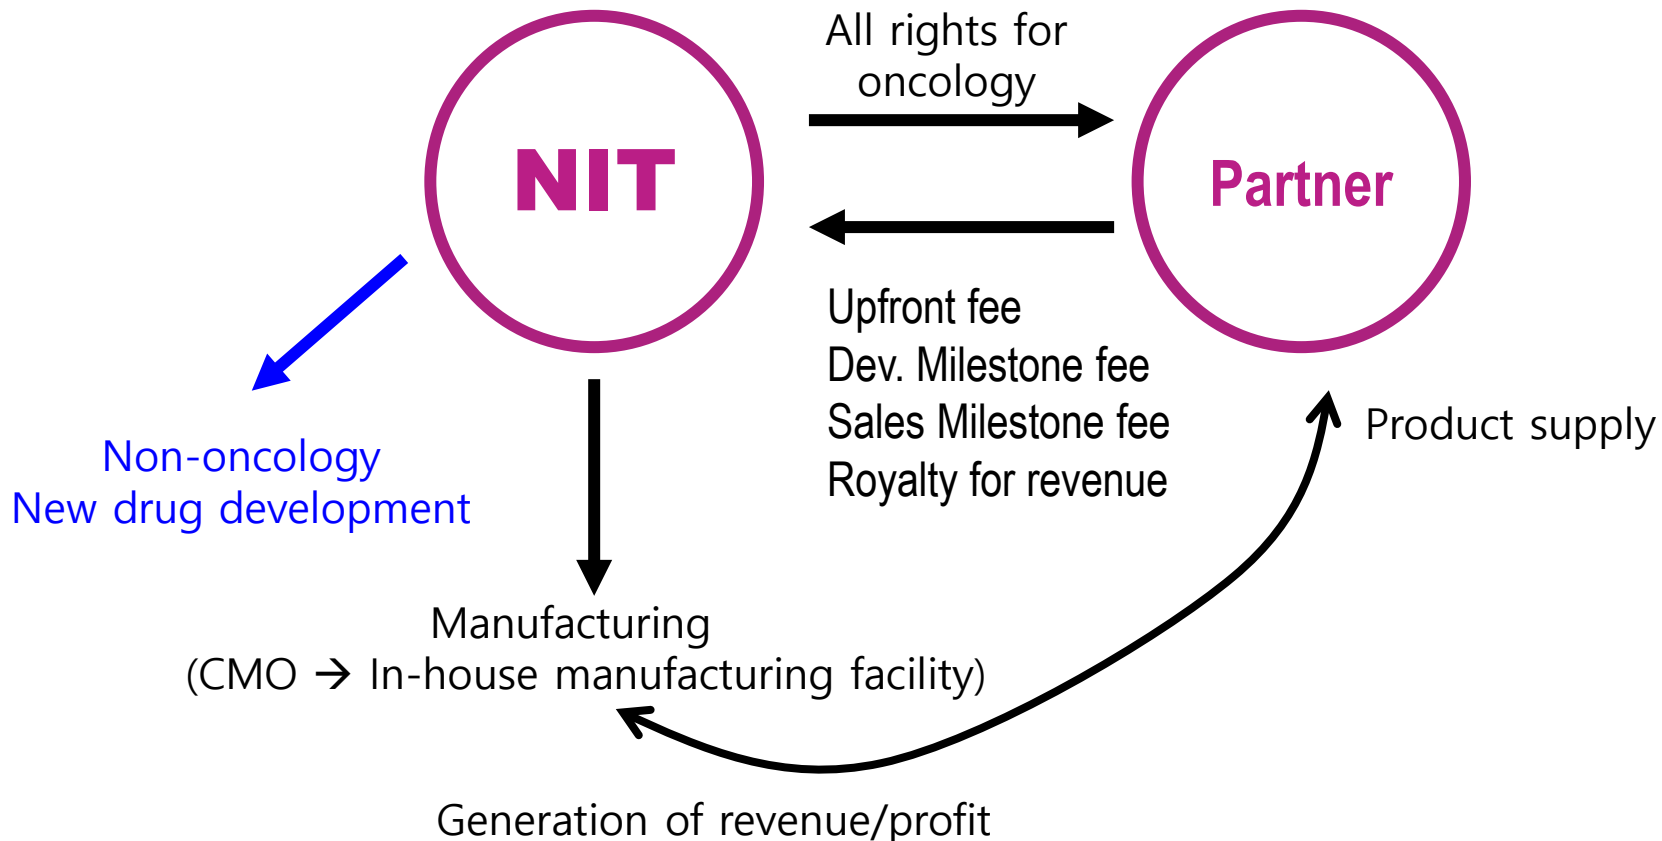 All rights for
oncology
NIT
Partner
Upfront fee
Dev. Milestone fee
Sales Milestone fee
Royalty for revenue
Product supply
Non-oncology
New drug development
Manufacturing
(CMO → In-house manufacturing facility)
Generation of revenue/profit